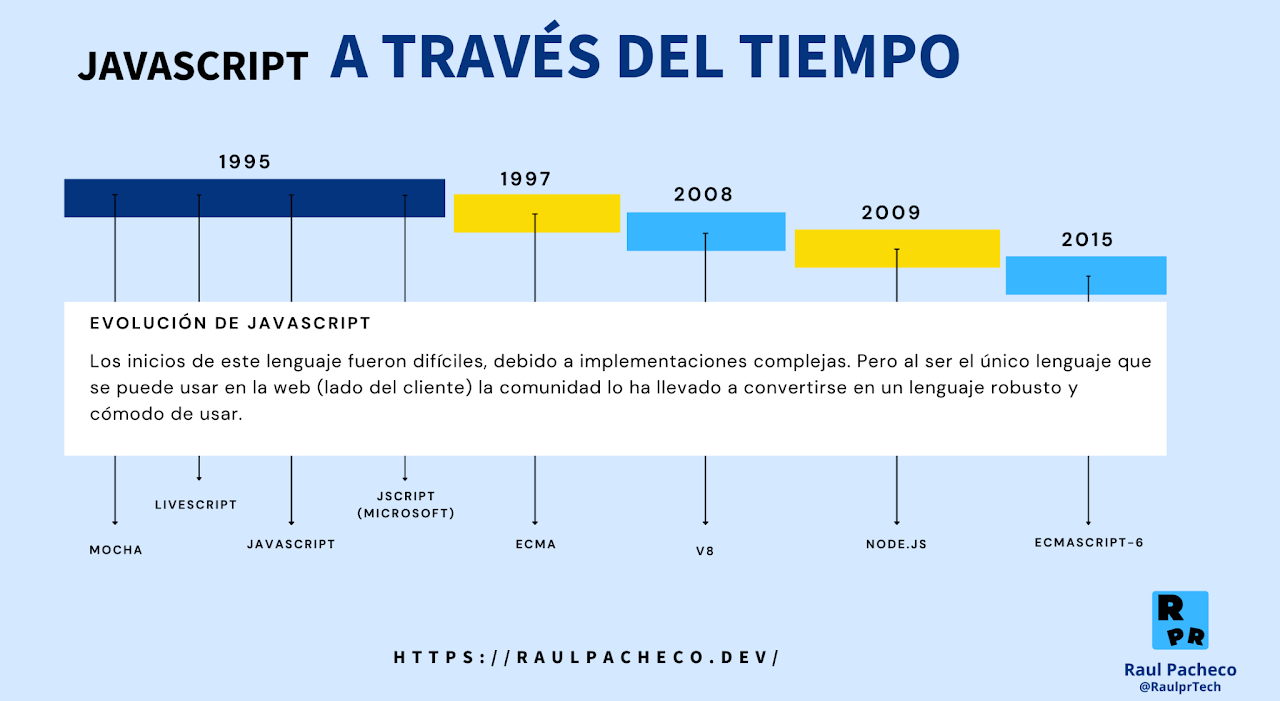 JAVASCRIPT A TRAVÉS DEL TIEMPO
1995
1997
2008
2009
2015
EVOLUCIÓN DE JAVASCRIPT
Los inicios de este lenguaje fueron difíciles, debido a implementaciones complejas. Pero al ser el único lenguaje que
se puede usar en la web (lado del cliente) la comunidad lo ha llevado a convertirse en un lenguaje robusto y
cómodo de usar.
MOCHA
LIVESCRIPT
JAVASCRIPT
JSCRIPT
(MICROSOFT)
ECMA
V8
NODE.JS
ECMASCRIPT-6
HTTPS://RAULPACHECO.DEV/
R
PR
Raul Pacheco
@RaulprTech